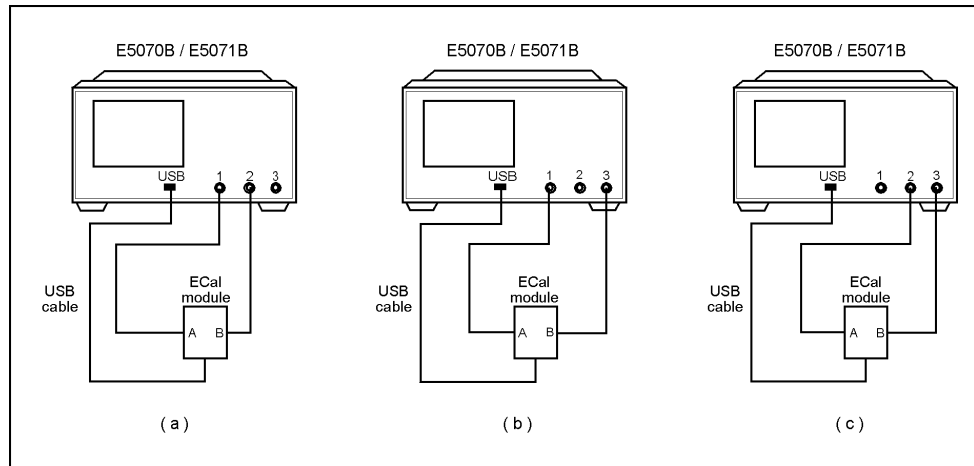 E5070B / E5071B
USB
1 2 3
USB
cable
ECal
module
A B
( a )
E5070B / E5071B
USB
1 2 3
USB
cable
ECal
module
A B
( b )
E5070B / E5071B
USB
1 2 3
USB
cable
ECal
module
A B
( c )